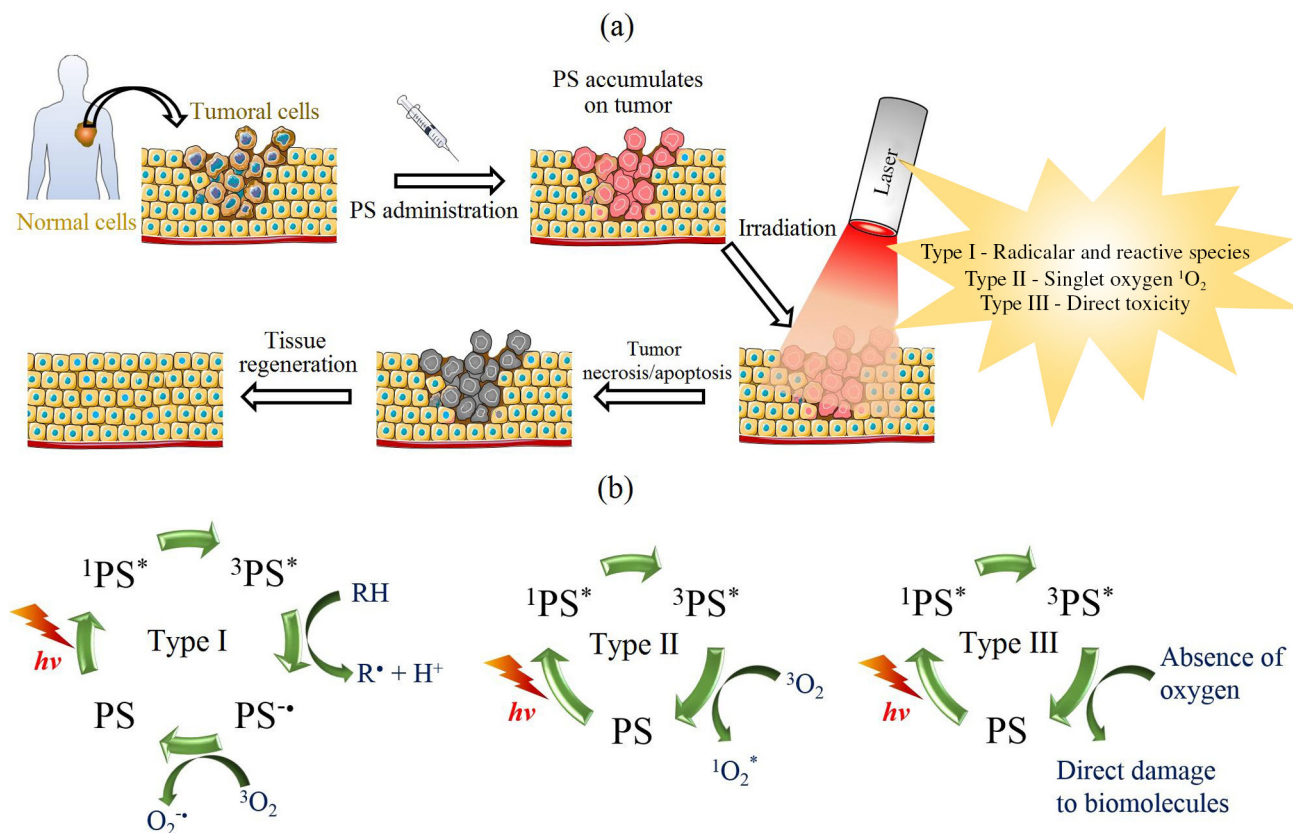 (a)
Tumoral cells
Normal cells
PS administration
PS accumulates
on tumor
Irradiation
Laser
Type I - Radicalar and reactive species
Type II - Singlet oxygen ¹O₂
Type III - Direct toxicity
Tumor
necrosis/apoptosis
Tissue
regeneration
(b)
¹PS*
³PS*
RH
Type I
hν
R• + H⁺
PS
PS⁻•
O₂⁻•
³O₂
¹PS*
³PS*
Type II
hν
³O₂
PS
¹O₂*
¹PS*
³PS*
Type III
Absence of
oxygen
hν
PS
Direct damage
to biomolecules